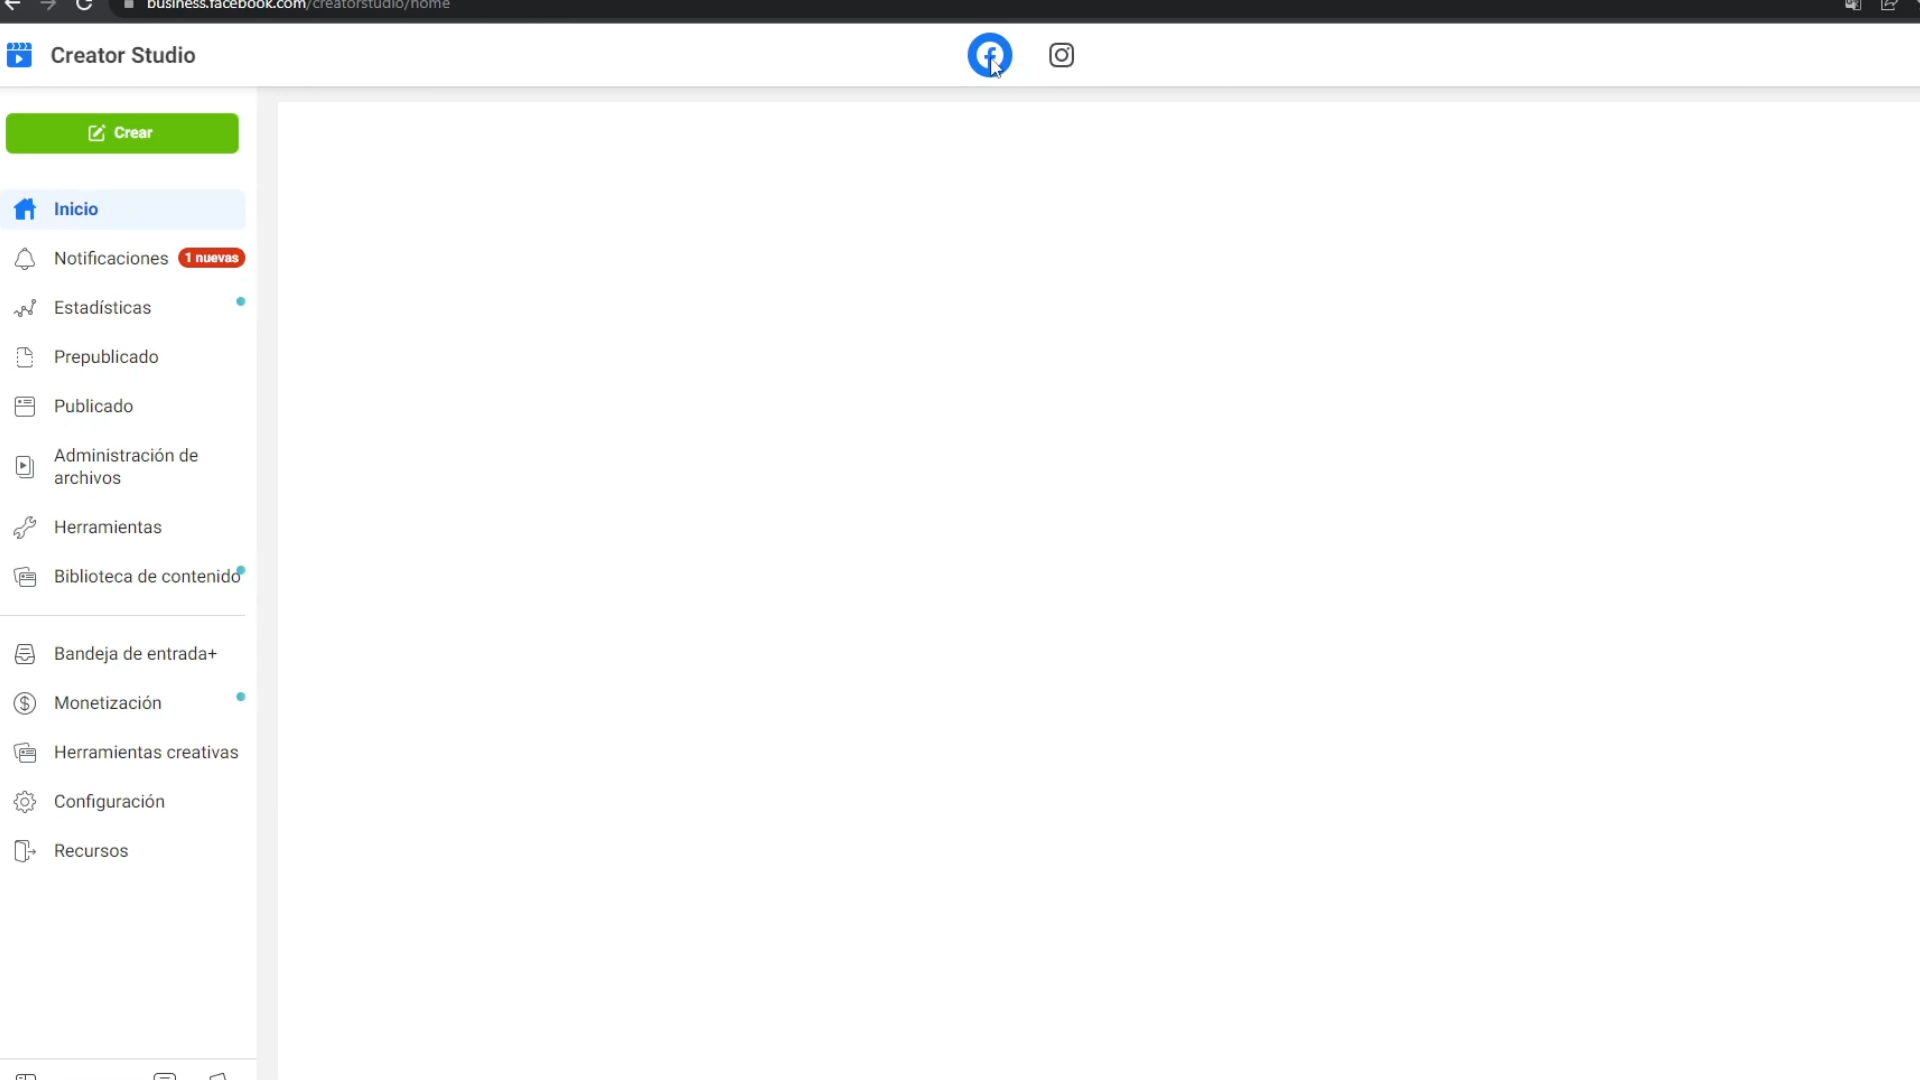 business.facebook.com/creatorstudio/home
Creator Studio
Crear
Inicio
Notificaciones 1 nuevas
Estadísticas
Prepublicado
Publicado
Administración de
archivos
Herramientas
Biblioteca de contenido
Bandeja de entrada+
Monetización
Herramientas creativas
Configuración
Recursos